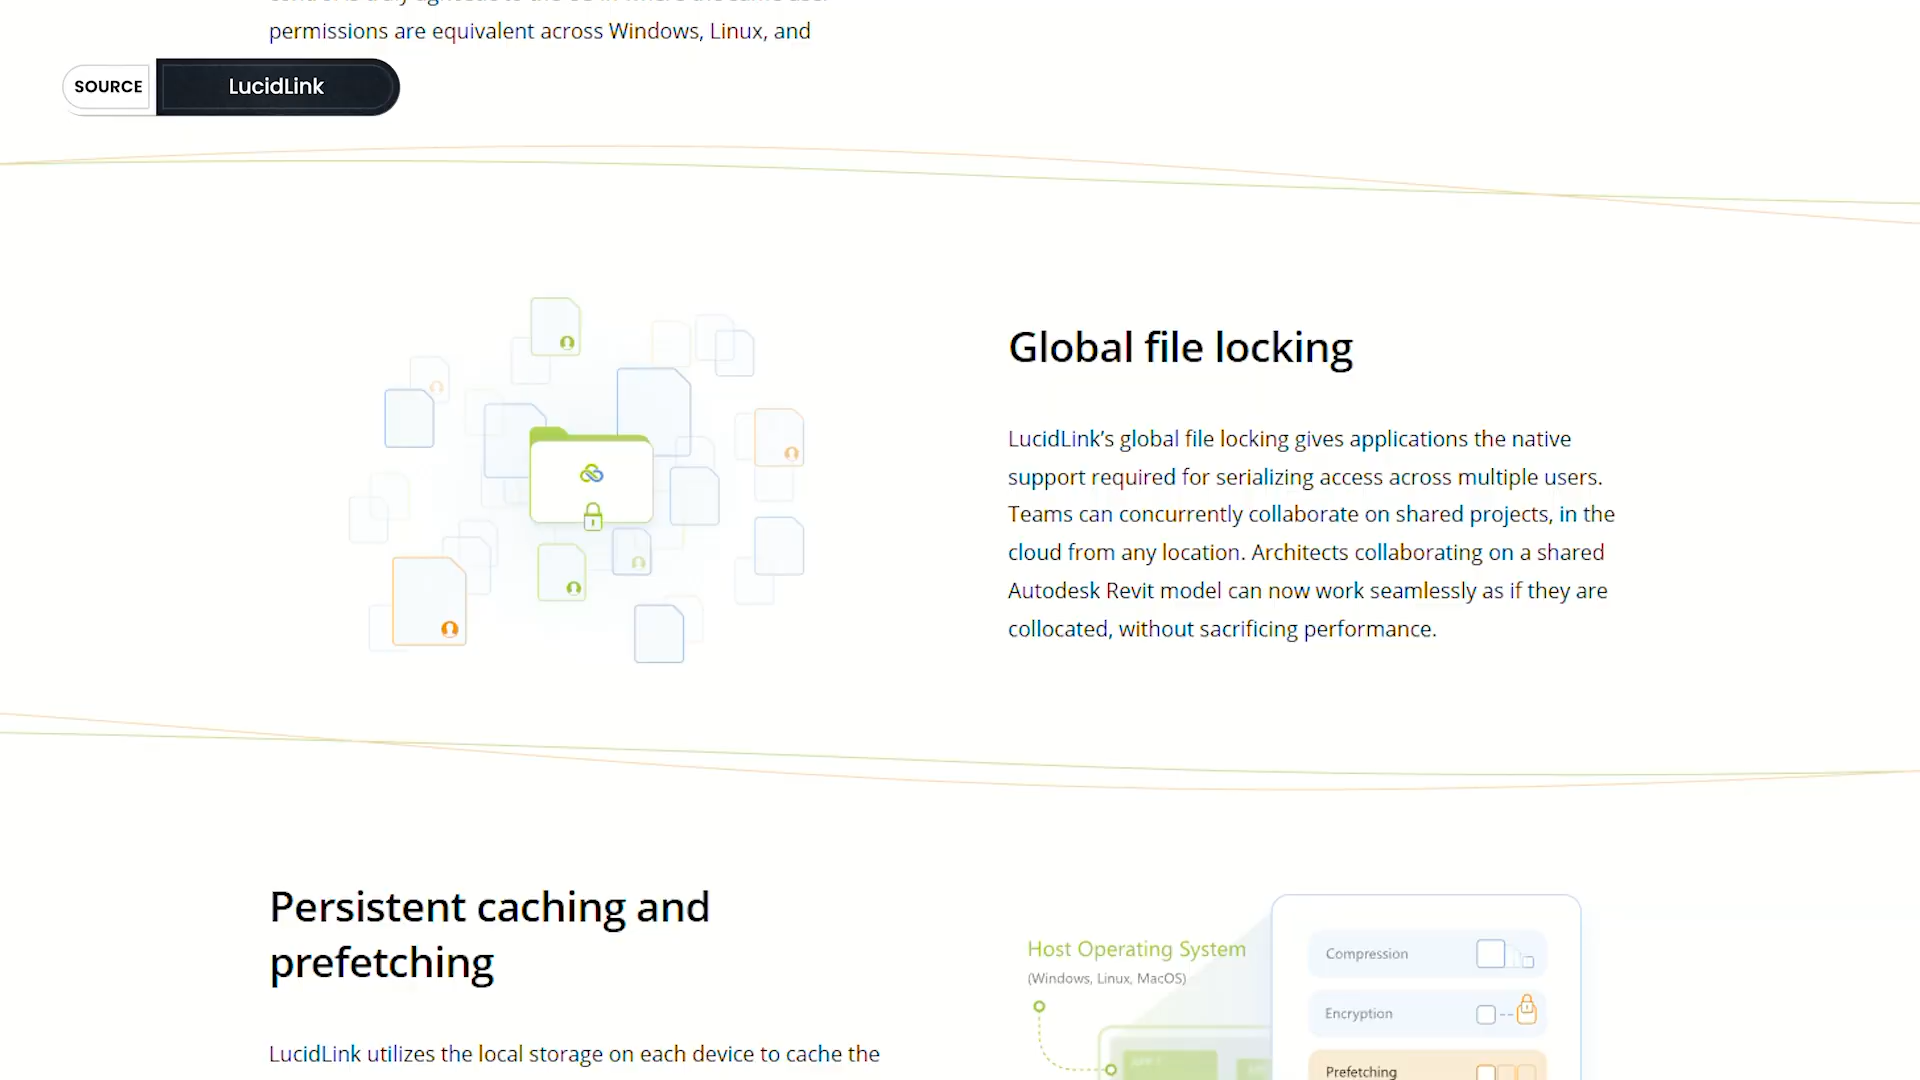 permissions are equivalent across Windows, Linux, and
SOURCE
LucidLink
Global file locking
LucidLink's global file locking gives applications the native
support required for serializing access across multiple users.
Teams can concurrently collaborate on shared projects, in the
cloud from any location. Architects collaborating on a shared
Autodesk Revit model can now work seamlessly as if they are
collocated, without sacrificing performance.
Persistent caching and
prefetching
LucidLink utilizes the local storage on each device to cache the
Host Operating System
(Windows, Linux, MacOS)
Compression
Encryption
Prefetching